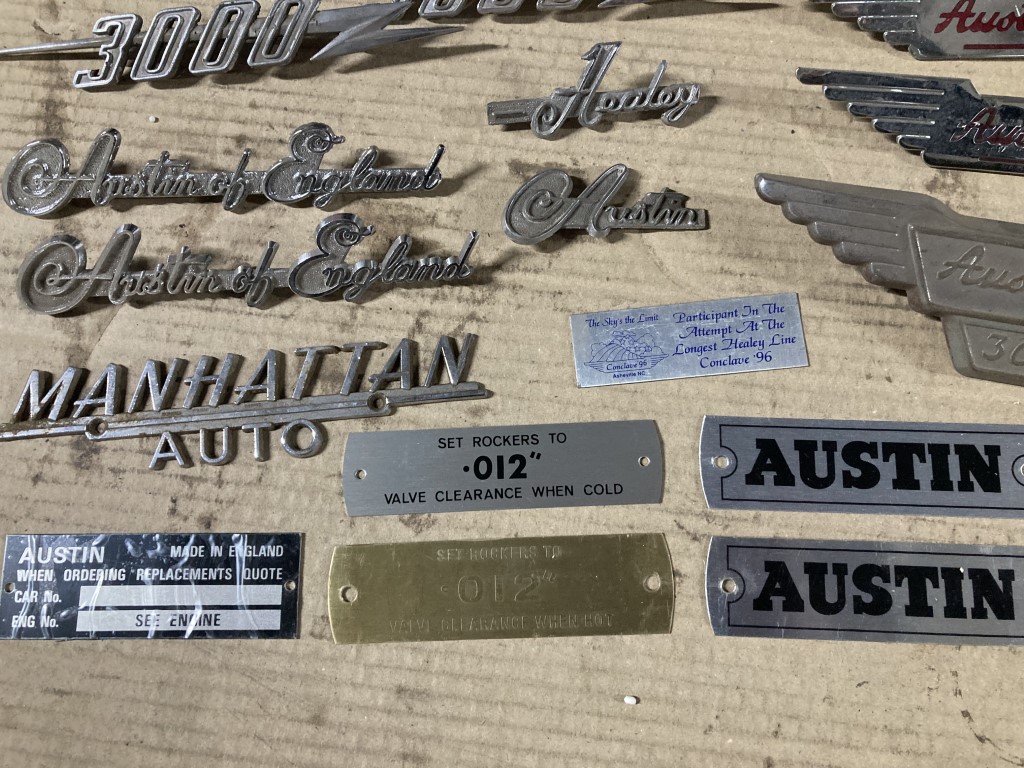 3000
1
Healey
Austin of England
Austin
Austin of England
The Sky's the Limit
Conclave '96
Asheville NC
Participant In The
Attempt At The
Longest Healey Line
Conclave '96
MANHATTAN
AUTO
SET ROCKERS TO
.012"
VALVE CLEARANCE WHEN COLD
AUSTIN
AUSTIN MADE IN ENGLAND
WHEN ORDERING REPLACEMENTS QUOTE
CAR No.
ENG No. SEE ENGINE
SET ROCKERS TO
.012"
VALVE CLEARANCE WHEN HOT
AUSTIN